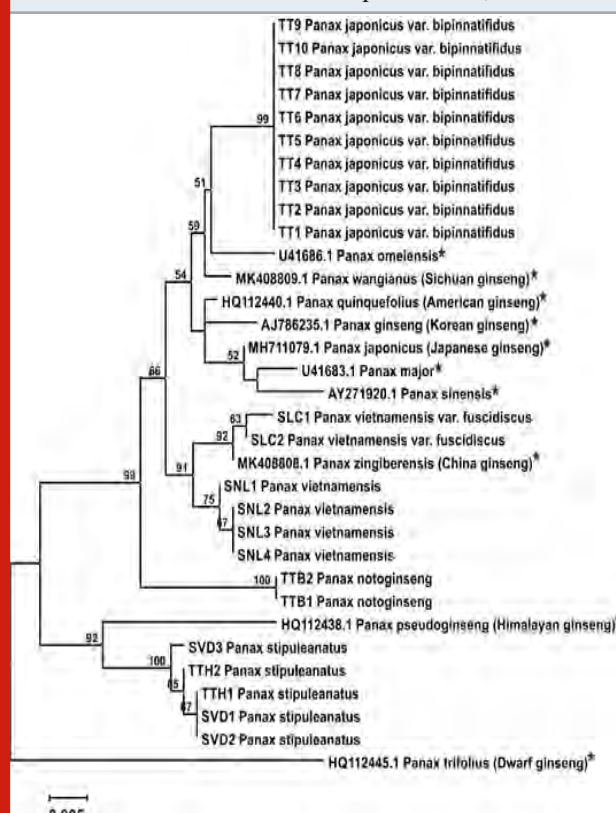 99
TT9 Panax japonicus var. bipinnatifidus
TT10 Panax japonicus var. bipinnatifidus
TT8 Panax japonicus var. bipinnatifidus
TT7 Panax japonicus var. bipinnatifidus
TT6 Panax japonicus var. bipinnatifidus
TT5 Panax japonicus var. bipinnatifidus
TT4 Panax japonicus var. bipinnatifidus
TT3 Panax japonicus var. bipinnatifidus
TT2 Panax japonicus var. bipinnatifidus
TT1 Panax japonicus var. bipinnatifidus
51
U41686.1 Panax omeiensis*
59
MK408809.1 Panax wangianus (Sichuan ginseng)*
54
HQ112440.1 Panax quinquefolius (American ginseng)*
AJ786235.1 Panax ginseng (Korean ginseng)*
MH711079.1 Panax japonicus (Japanese ginseng)*
52
U41683.1 Panax major*
AY271920.1 Panax sinensis*
86
63
SLC1 Panax vietnamensis var. fuscidiscus
92
SLC2 Panax vietnamensis var. fuscidiscus
MK408808.1 Panax zingiberensis (China ginseng)*
91
SNL1 Panax vietnamensis
75
SNL2 Panax vietnamensis
67
SNL3 Panax vietnamensis
SNL4 Panax vietnamensis
100
TTB2 Panax notoginseng
TTB1 Panax notoginseng
HQ112438.1 Panax pseudoginseng (Himalayan ginseng)
92
SVD3 Panax stipuleanatus
100
TTH2 Panax stipuleanatus
TTH1 Panax stipuleanatus
SVD1 Panax stipuleanatus
SVD2 Panax stipuleanatus
HQ112445.1 Panax trifolius (Dwarf ginseng)*